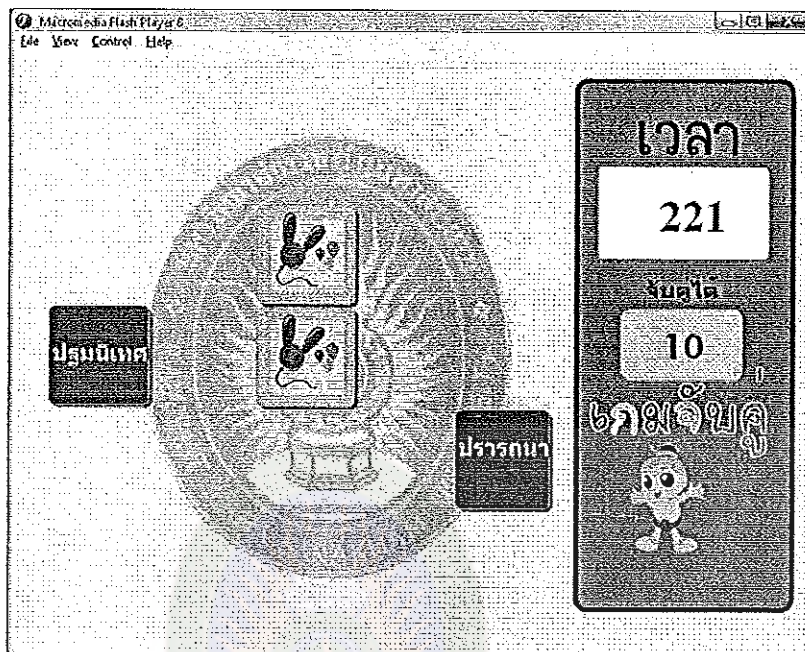 Macromedia Flash Player 8
File View Control Help
เวลา
221
จับคู่ได้
10
เกมจับคู่
ปฐมนิเทศ
ปรารถนา